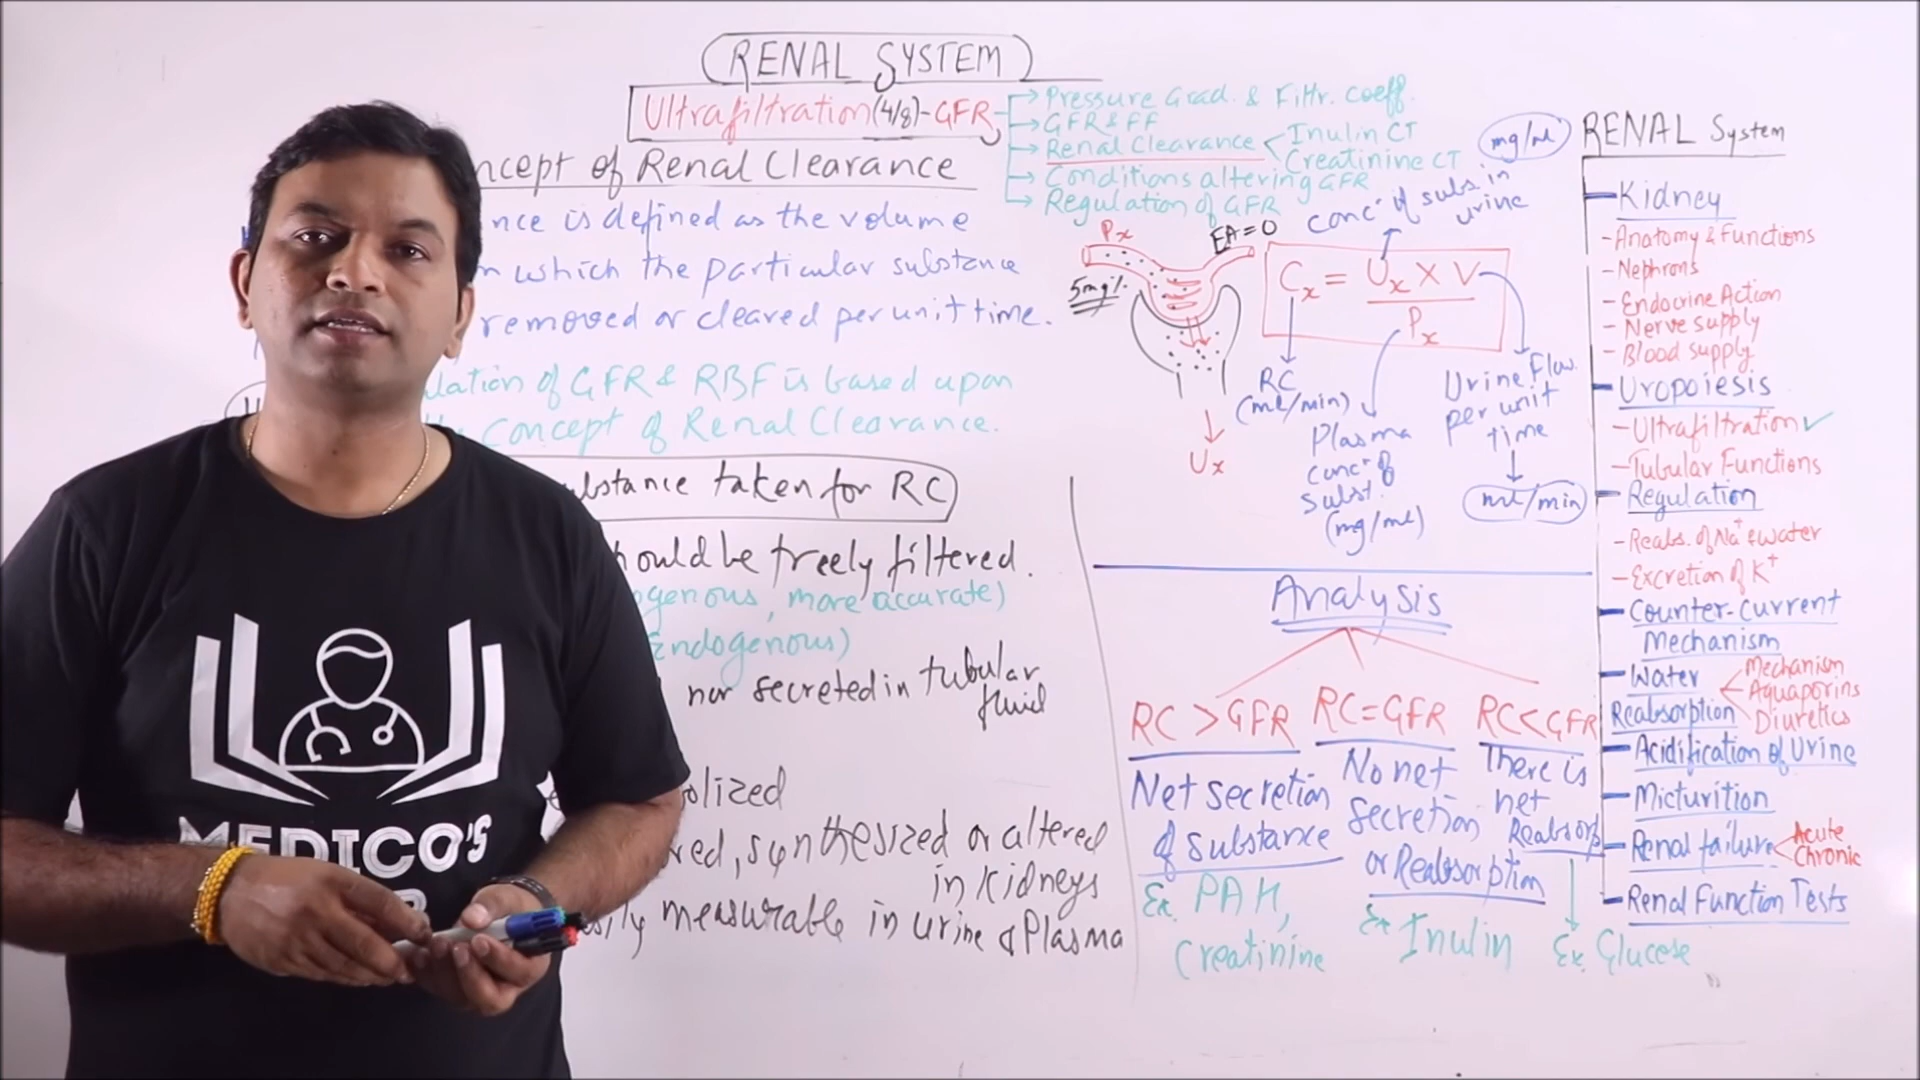 RENAL SYSTEM
Ultrafiltration (4/8) - GFR
→ Pressure Grad. & Filtr. coeff.
→ GFR & FF
→ Renal Clearance < Inulin CT
Creatinine CT
→ Conditions altering GFR
→ Regulation of GFR
ncept of Renal Clearance
nce is defined as the volume
n which the particular substance
removed or cleared per unit time.
lation of GFR & RBF is based upon
concept of Renal Clearance.
ubstance taken for RC
hould be freely filtered.
genous, more accurate)
Endogenous)
nor secreted in tubular
fluid
olized
red, synthesized or altered
in kidneys
sily measurable in urine & Plasma
mg/ml
concⁿ of subs. in
urine
Px
EA = 0
5mg%
Ux
Cx = Ux X V
Px
RC
(ml/min)
Plasma
concⁿ of
subst.
(mg/ml)
Urine Flow
per unit
time
ml/min
Analysis
RC > GFR
Net secretion
of substance
Ex. PAH,
Creatinine
RC = GFR
No net
secretion
or Reabsorption
Ex Inulin
RC < GFR
There is
net
Reabsorp
Ex. Glucose
RENAL System
Kidney
- Anatomy & Functions
- Nephrons
- Endocrine Action
- Nerve supply
- Blood supply
Uropoiesis
- Ultrafiltration ✓
- Tubular Functions
Regulation
- Reabs. of Na⁺ & water
- Excretion of K⁺
Counter-current
Mechanism
Water
Reabsorption
Mechanism
Aquaporins
Diuretics
Acidification of Urine
Micturition
Renal failure < Acute
Chronic
Renal Function Tests
MEDICO'S